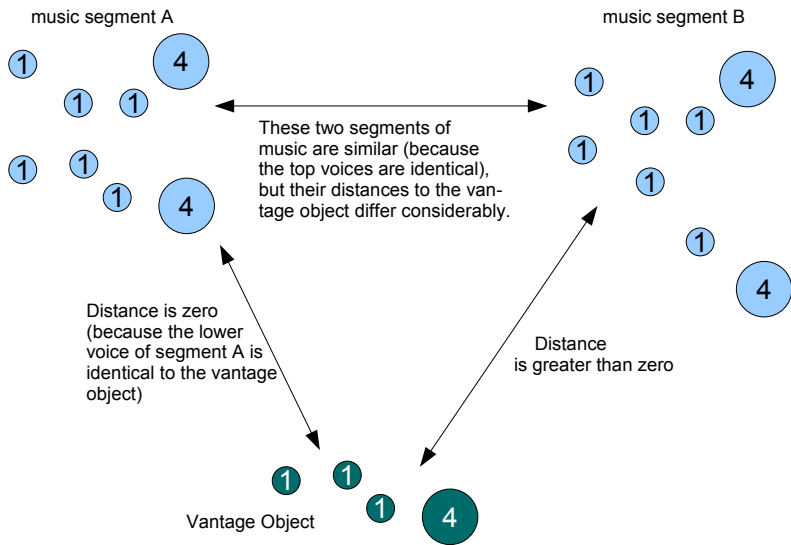 music segment A
music segment B
1
4
1
1
1
1
1
4
1
4
1
1
1
1
1
4
These two segments of
music are similar (because
the top voices are identical),
but their distances to the van-
tage object differ considerably.
Distance is zero
(because the lower
voice of segment A is
identical to the vantage
object)
Distance
is greater than zero
1
1
1
4
Vantage Object